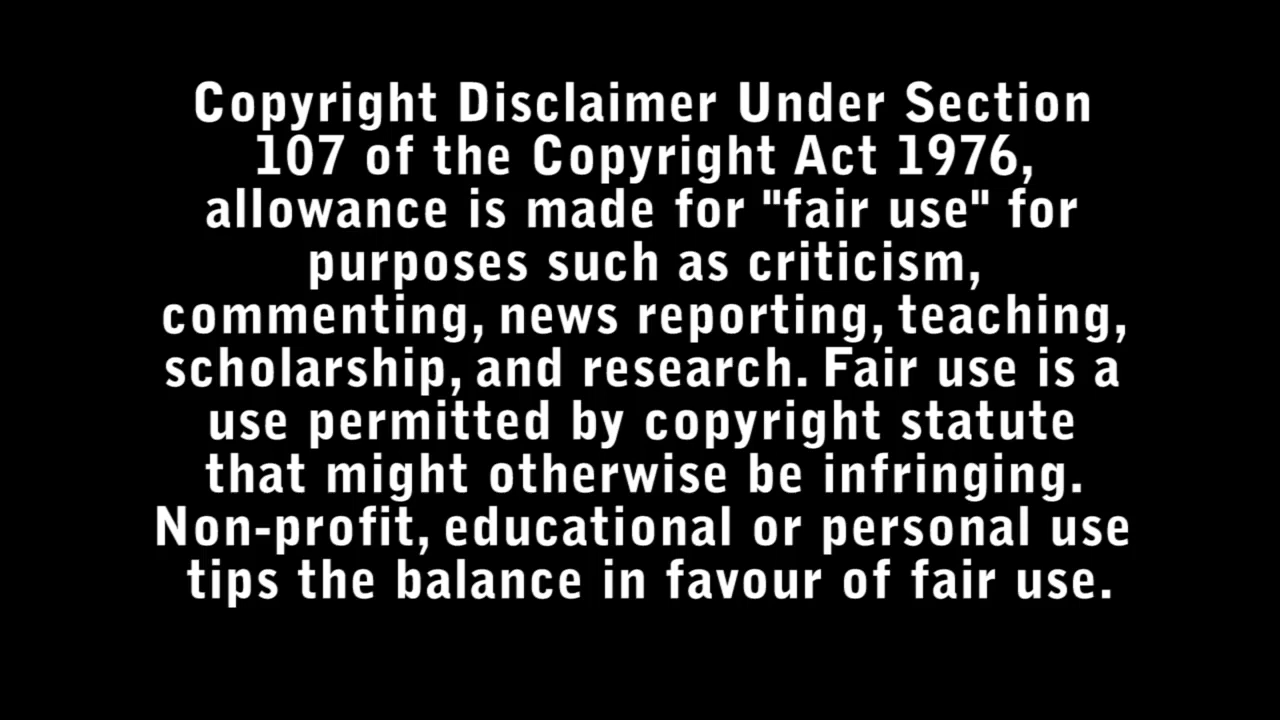 Copyright Disclaimer Under Section
107 of the Copyright Act 1976,
allowance is made for "fair use" for
purposes such as criticism,
commenting, news reporting, teaching,
scholarship, and research. Fair use is a
use permitted by copyright statute
that might otherwise be infringing.
Non-profit, educational or personal use
tips the balance in favour of fair use.